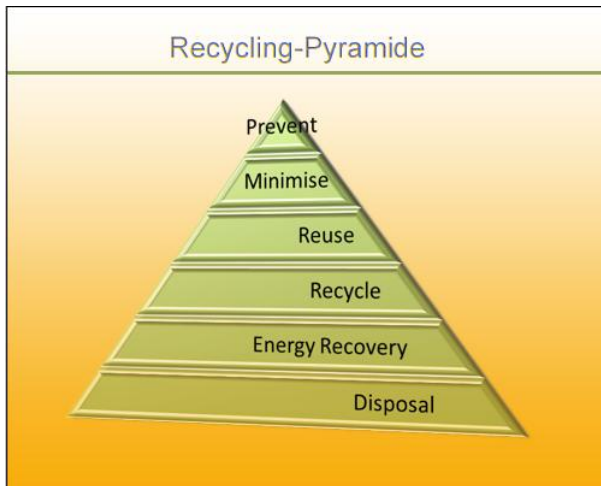 Recycling-Pyramide
Prevent
Minimise
Reuse
Recycle
Energy Recovery
Disposal